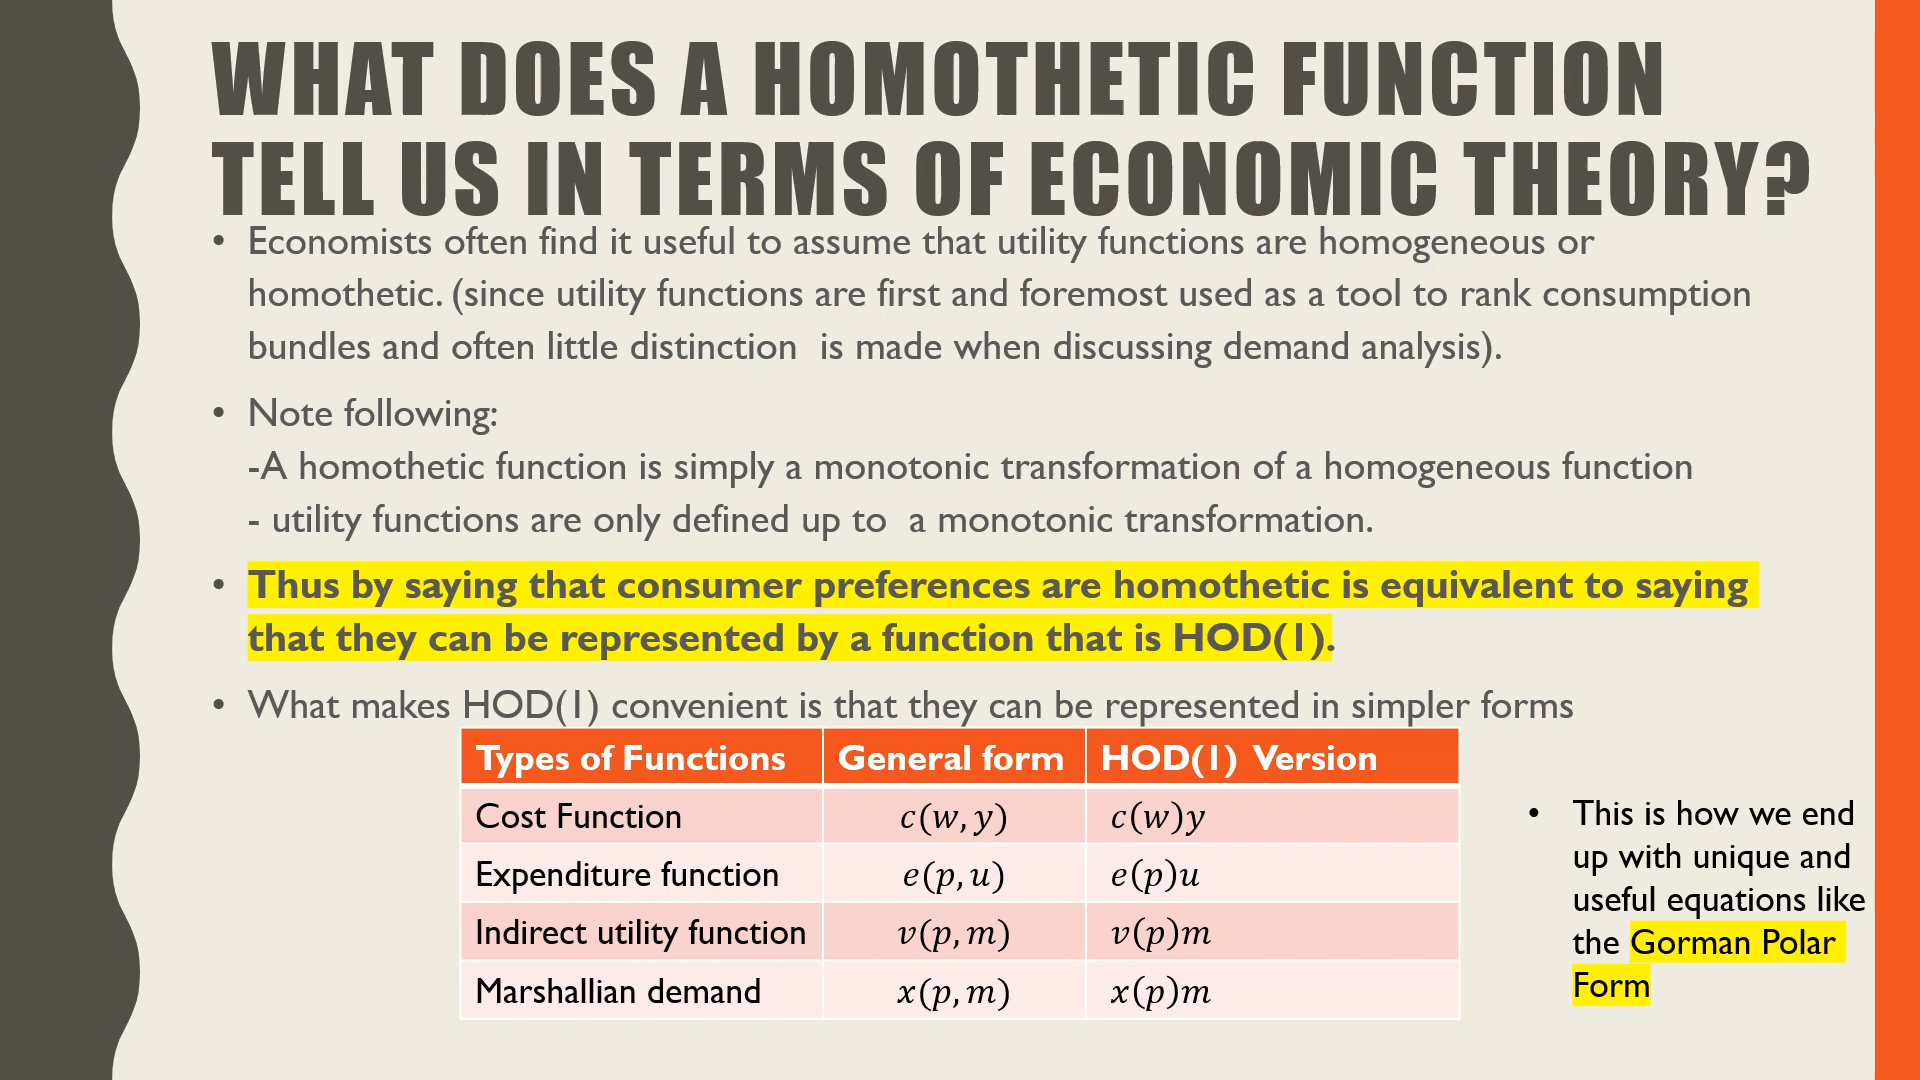 WHAT DOES A HOMOTHETIC FUNCTION
TELL US IN TERMS OF ECONOMIC THEORY?
• Economists often find it useful to assume that utility functions are homogeneous or
homothetic. (since utility functions are first and foremost used as a tool to rank consumption
bundles and often little distinction  is made when discussing demand analysis).
• Note following:
-A homothetic function is simply a monotonic transformation of a homogeneous function
- utility functions are only defined up to  a monotonic transformation.
• Thus by saying that consumer preferences are homothetic is equivalent to saying
that they can be represented by a function that is HOD(1).
• What makes HOD(1) convenient is that they can be represented in simpler forms
Types of Functions General form HOD(1) Version
Cost Function c(w, y) c(w)y
Expenditure function e(p, u) e(p)u
Indirect utility function v(p, m) v(p)m
Marshallian demand x(p, m) x(p)m
• This is how we end
up with unique and
useful equations like
the Gorman Polar
Form